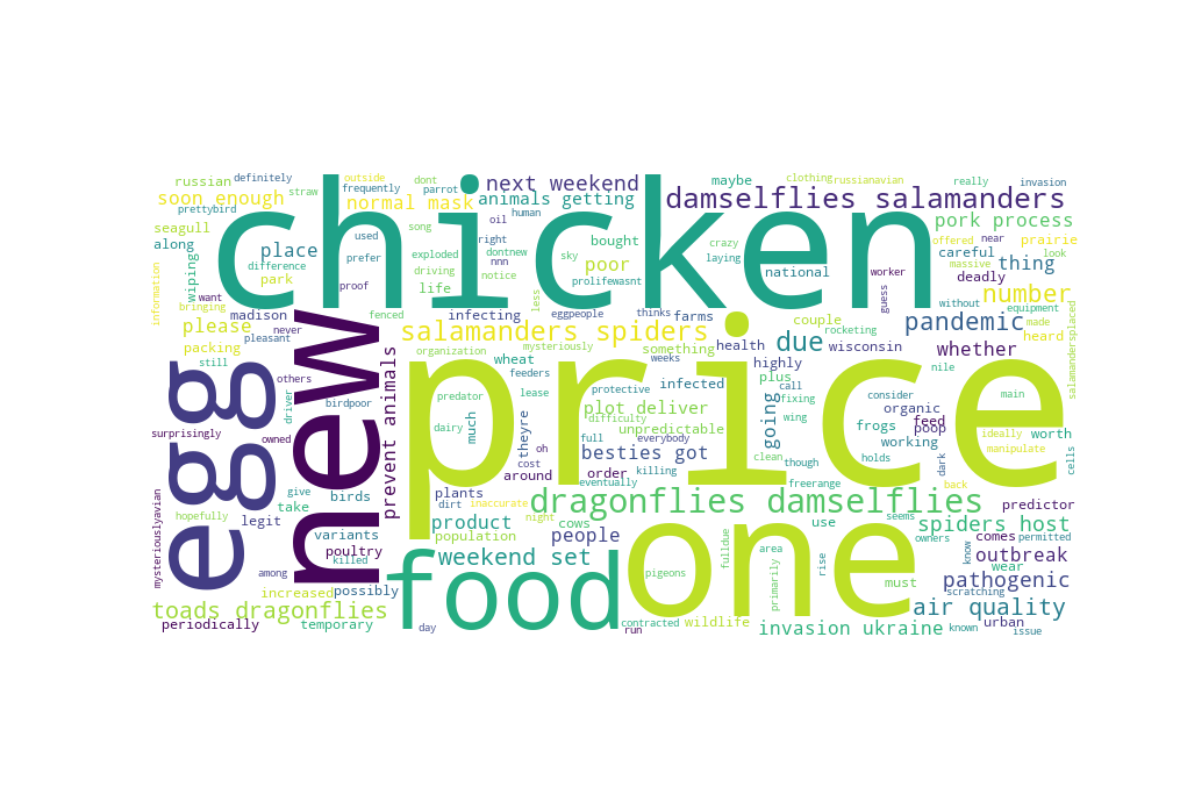 russian
definitely
outside
dont
next weekend
maybe
clothing
russianavian
really
invasion
straw
frequently
parrot
soon enough
normal mask
animals getting
damselflies salamanders
prettybird
chicken
human
song
oil
pork process
seagull
used
right
dontnew
bought
crazy
offered
near
prairie
along
place
prefer
exploded
sky
laying
careful
look
wiping
difference
driving
notice
nnn
poor
national
worker
massive
thing
information
park
proof
life
less
prolifewasnt
guess
without
deadly
equipment
want
number
bringing
madison
fenced
infecting
eggpeople
thinks
farms
couple
rocketing
pandemic
made
heard
please
never
pleasant
new
salamanders spiders
due
salamandersplaced
packing
organization
mysteriously
something
health
wisconsin
whether
still
wheat
weeks
highly
nile
egg
others
feeders
price
protective
infected
plus
call
consider
main
driver
birdpoor
prevent animals
predator
lease
plot deliver
going
fixing
organic
feed
surprisingly
owned
dairy
much
theyre
difficulty
unpredictable
wing
frogs
poop
ideally
worth
full
everybody
clean
working
manipulate
oh
besties got
though
holds
dark
cells
cost
around
order
killing
eventually
freerange
back
mysteriouslyavian
hopefully
give
birds
plants
dirt
inaccurate
dragonflies damselflies
predictor
legit
take
product
night
cows
one
use
seems
spiders host
variants
population
people
owners
comes
permitted
poultry
weekend set
fulldue
area
rise
know
outbreak
among
killed
food
pigeons
primarily
must
wear
pathogenic
increased
possibly
scratching
toads dragonflies
air quality
periodically
temporary
day
contracted
run
wildlife
invasion ukraine
known
urban
issue